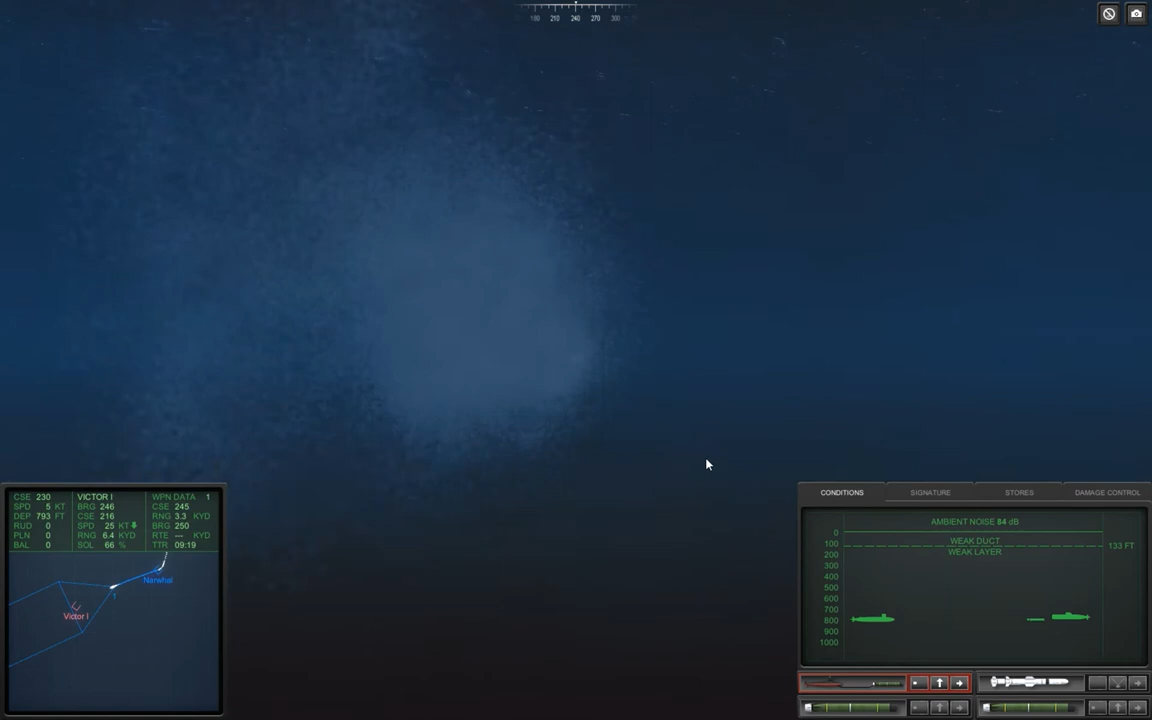 180 210 240 270 300
CSE 230 VICTOR I WPN DATA 1
SPD 5 KT BRG 246 CSE 245
DEP 793 FT CSE 216 RNG 3.3 KYD
RUD 0 SPD 25 KT BRG 250
PLN 0 RNG 6.4 KYD RTE --- KYD
BAL 0 SOL 66 % TTR 09:19
Narwhal
1
Victor I
CONDITIONS SIGNATURE STORES DAMAGE CONTROL
AMBIENT NOISE 84 dB
0
WEAK DUCT
100 133 FT
WEAK LAYER
200
300
400
500
600
700
800
900
1000